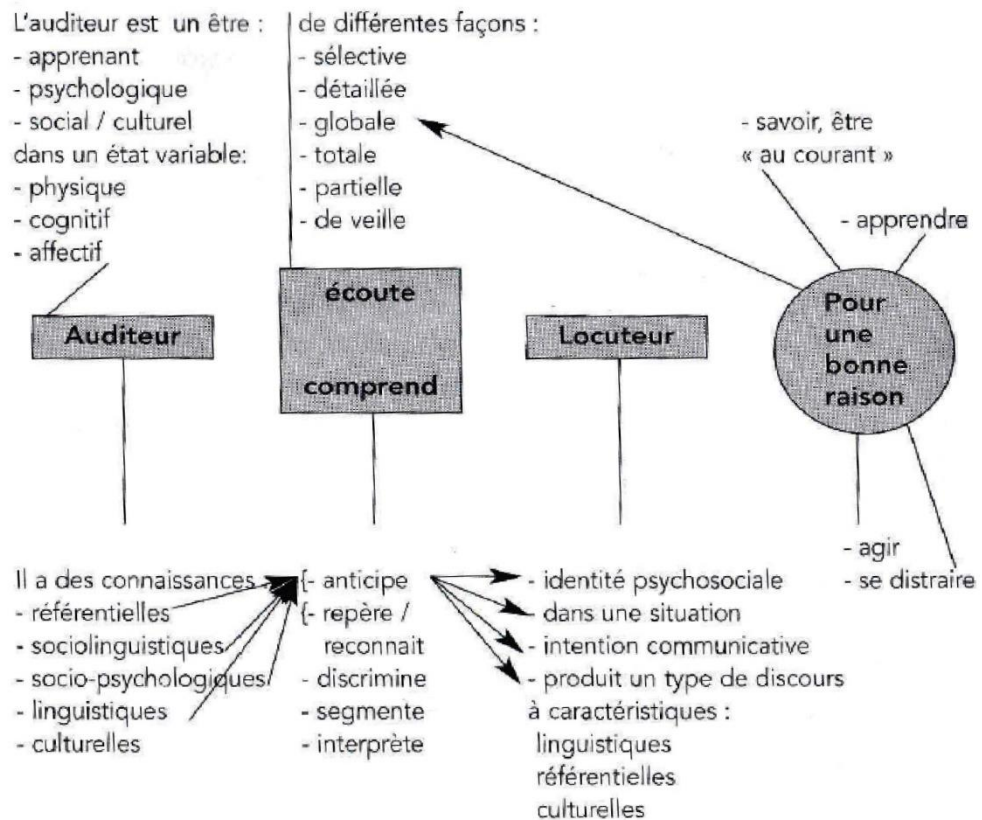 L'auditeur est un être :
- apprenant
- psychologique
- social / culturel
dans un état variable:
- physique
- cognitif
- affectif
de différentes façons :
- sélective
- détaillée
- globale
- totale
- partielle
- de veille
- savoir, être
« au courant »
- apprendre
Auditeur
écoute
comprend
Locuteur
Pour
une
bonne
raison
- agir
- se distraire
Il a des connaissances
- référentielles
- sociolinguistiques
- socio-psychologiques
- linguistiques
- culturelles
{- anticipe
{- repère /
reconnait
- discrimine
- segmente
- interprète
- identité psychosociale
- dans une situation
- intention communicative
- produit un type de discours
à caractéristiques :
linguistiques
référentielles
culturelles